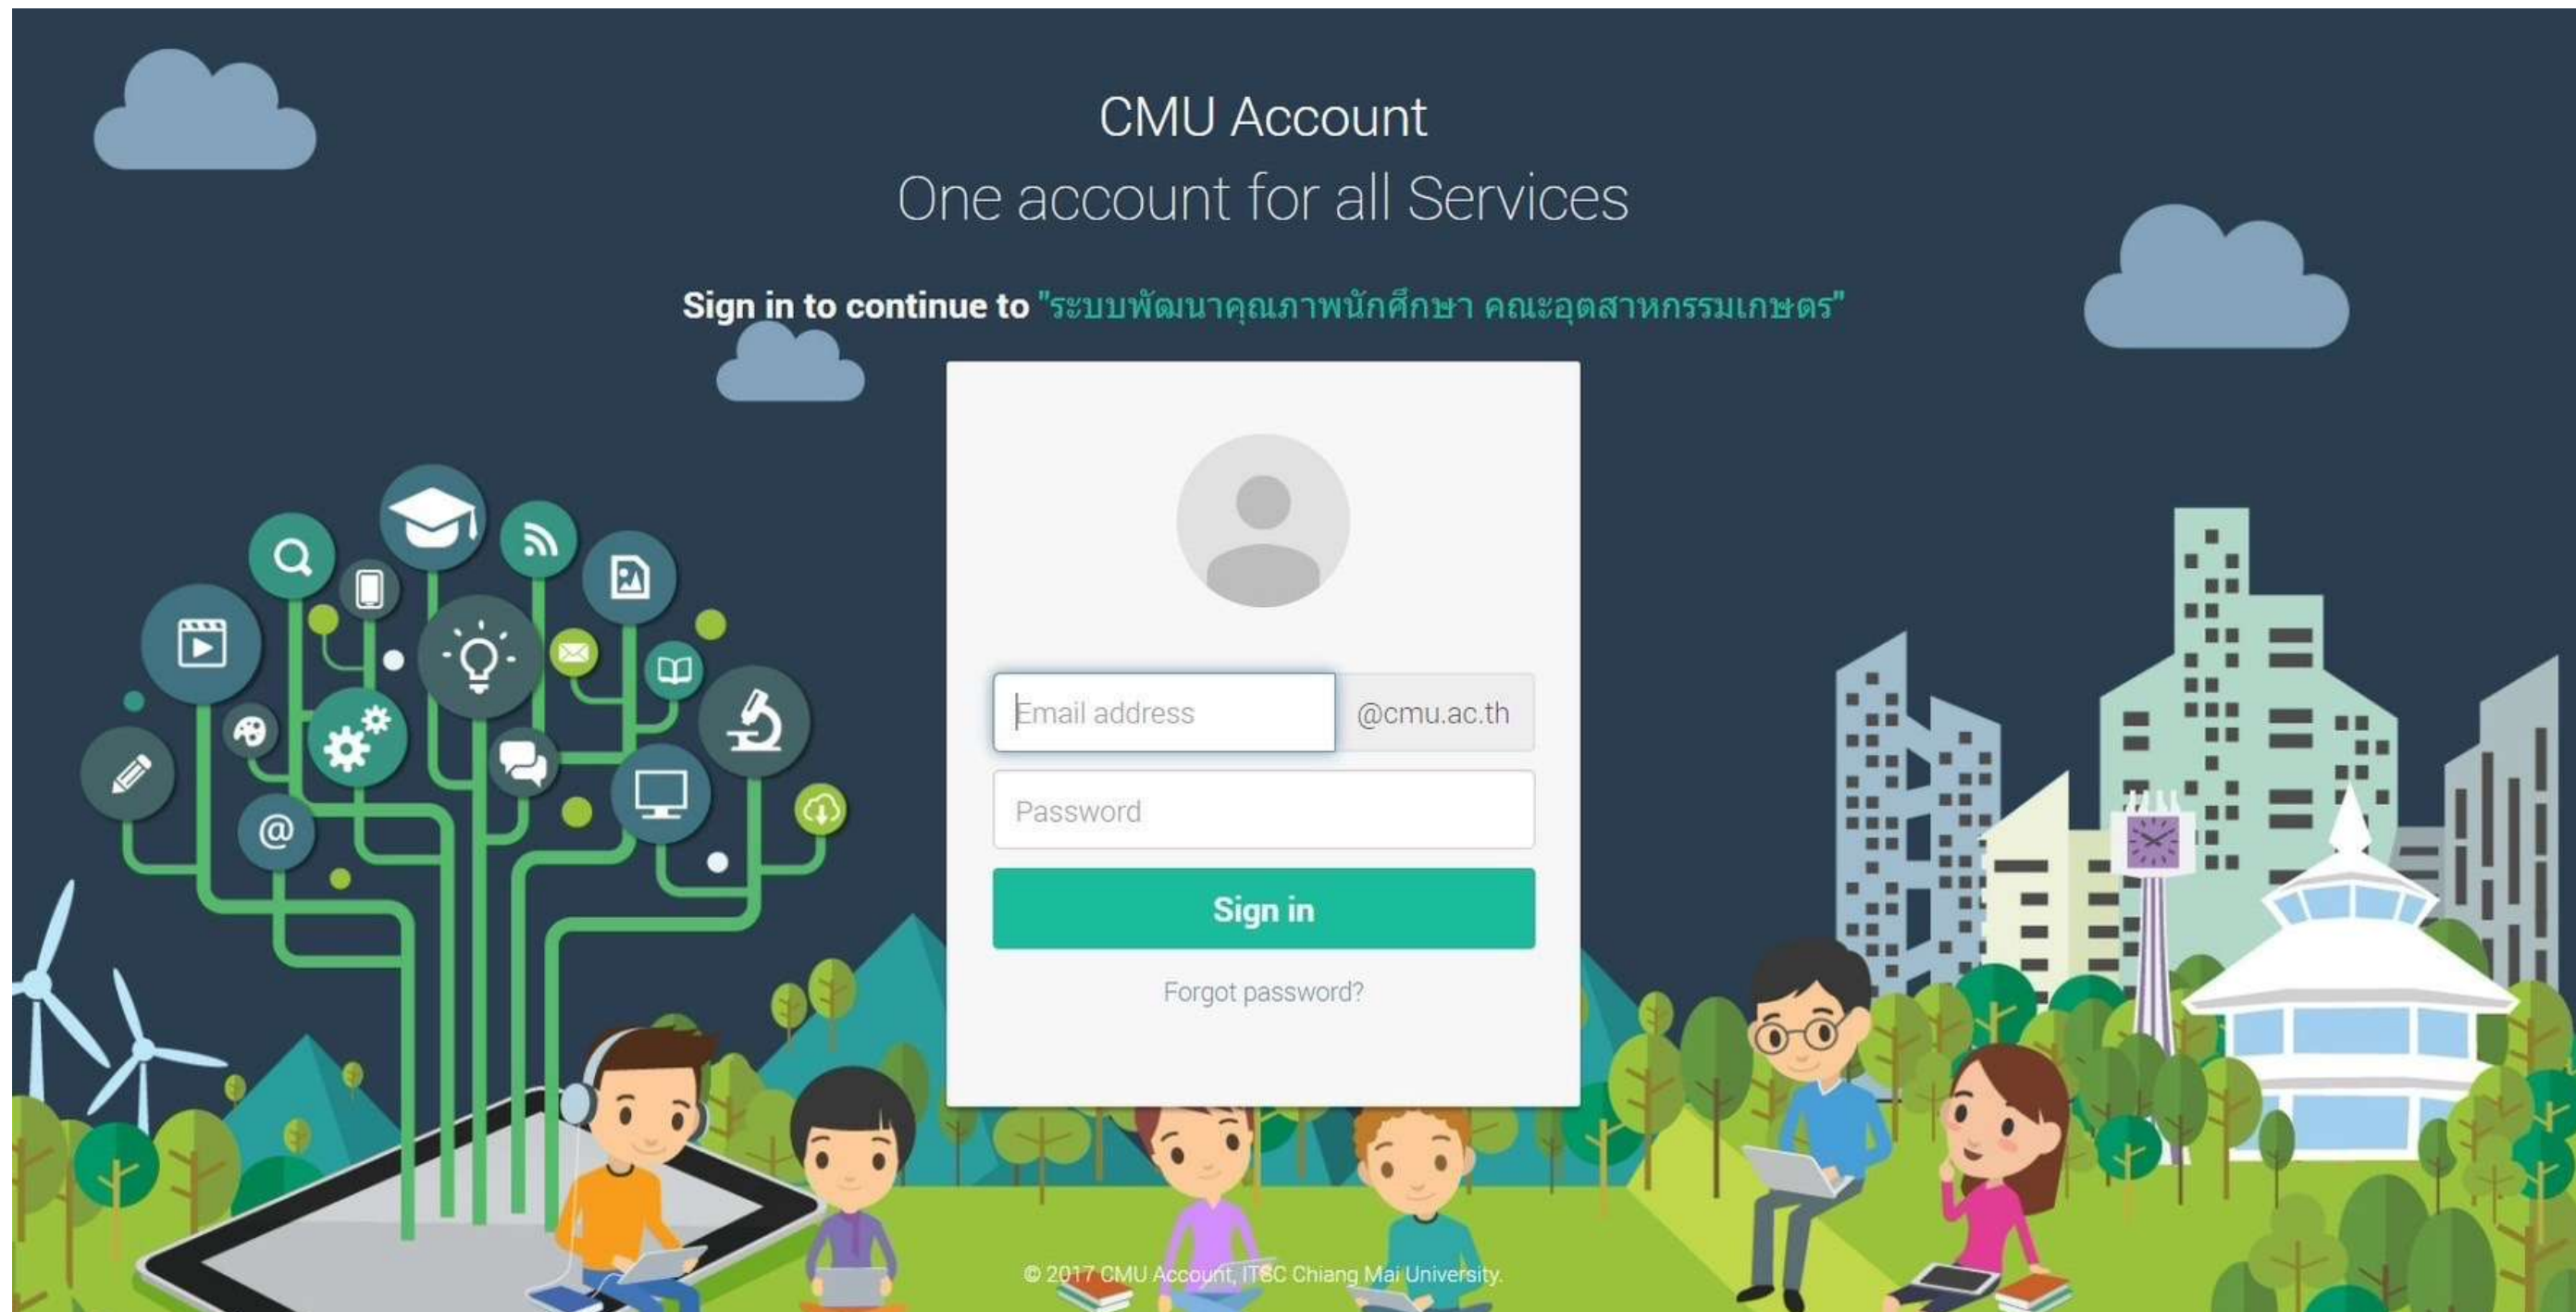 CMU Account
One account for all Services
Sign in to continue to "ระบบพัฒนาคุณภาพนักศึกษา คณะอุตสาหกรรมเกษตร"
Email address @cmu.ac.th
Password
Sign in
Forgot password?
@
© 2017 CMU Account, ITSC Chiang Mai University.